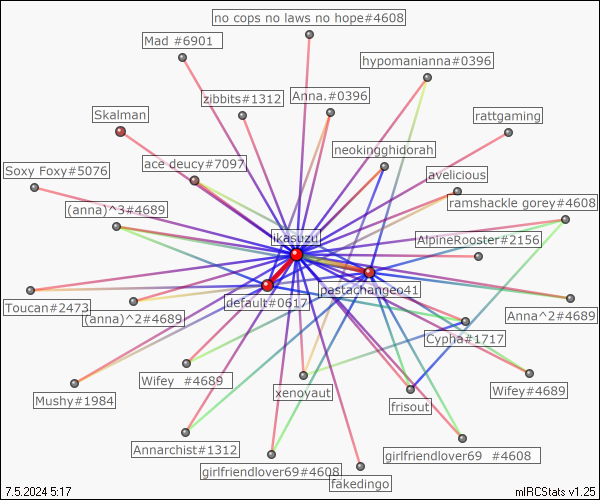 no cops no laws no hope#4608
Mad #6901
hypomanianna#0396
zibbits#1312
Anna.#0396
Skalman
rattgaming
neokingghidorah
ace deucy#7097
Soxy Foxy#5076
avelicious
ramshackle gorey#4608
(anna)^3#4689
ikasuzu
AlpineRooster#2156
pastachangeo41
default#0617
Toucan#2473
(anna)^2#4689
Anna^2#4689
Cypha#1717
Wifey #4689
xenoyaut
Wifey#4689
Mushy#1984
frisout
Annarchist#1312
girlfriendlover69 #4608
girlfriendlover69#4608
fakedingo
7.5.2024 5:17
mIRCStats v1.25